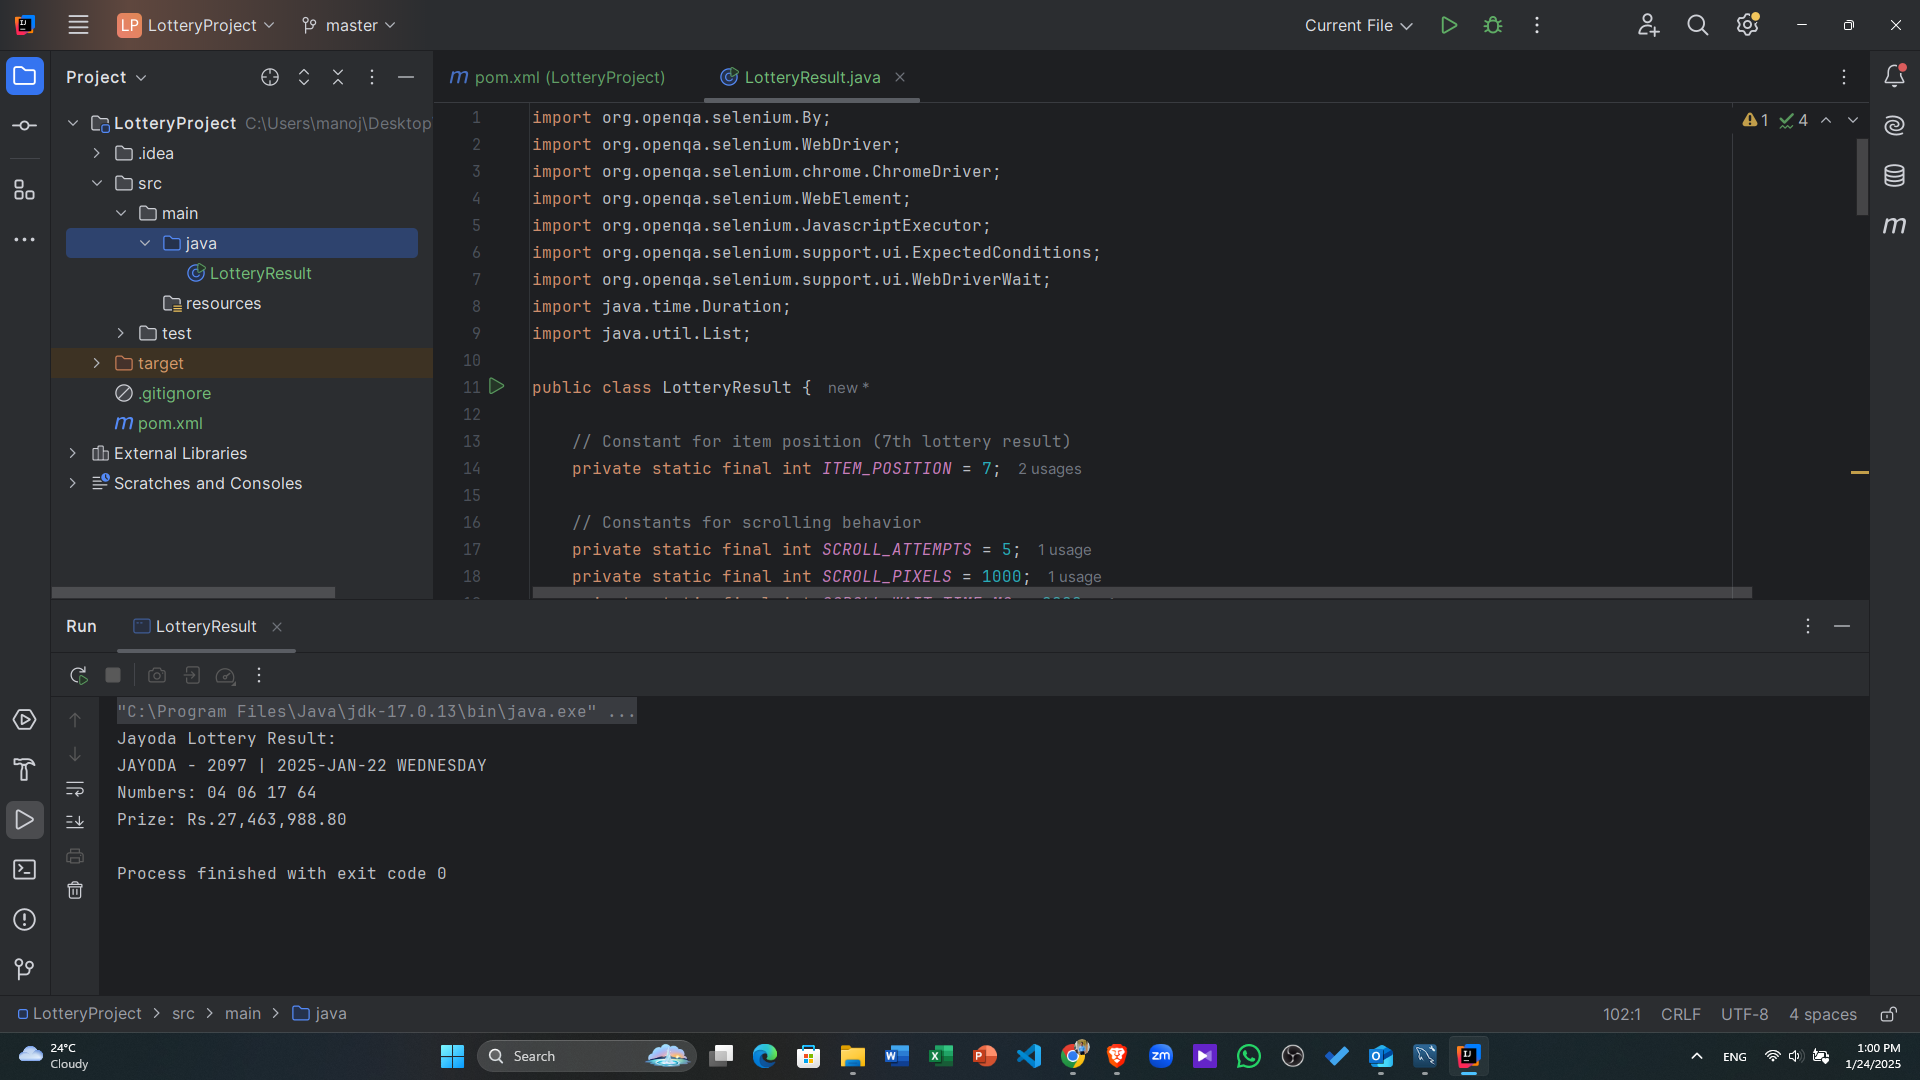 LP LotteryProject master Current File
Project
pom.xml (LotteryProject) LotteryResult.java
LotteryProject C:\Users\manoj\Desktop
.idea
src
main
java
LotteryResult
resources
test
target
.gitignore
pom.xml
External Libraries
Scratches and Consoles
1 import org.openqa.selenium.By;
2 import org.openqa.selenium.WebDriver;
3 import org.openqa.selenium.chrome.ChromeDriver;
4 import org.openqa.selenium.WebElement;
5 import org.openqa.selenium.JavascriptExecutor;
6 import org.openqa.selenium.support.ui.ExpectedConditions;
7 import org.openqa.selenium.support.ui.WebDriverWait;
8 import java.time.Duration;
9 import java.util.List;
10
11 public class LotteryResult { new *
12
13 // Constant for item position (7th lottery result)
14 private static final int ITEM_POSITION = 7; 2 usages
15
16 // Constants for scrolling behavior
17 private static final int SCROLL_ATTEMPTS = 5; 1 usage
18 private static final int SCROLL_PIXELS = 1000; 1 usage
1 4
Run LotteryResult
"C:\Program Files\Java\jdk-17.0.13\bin\java.exe" ...
Jayoda Lottery Result:
JAYODA - 2097 | 2025-JAN-22 WEDNESDAY
Numbers: 04 06 17 64
Prize: Rs.27,463,988.80
Process finished with exit code 0
LotteryProject > src > main > java
102:1 CRLF UTF-8 4 spaces
24°C
Cloudy
Search
ENG
1:00 PM
1/24/2025